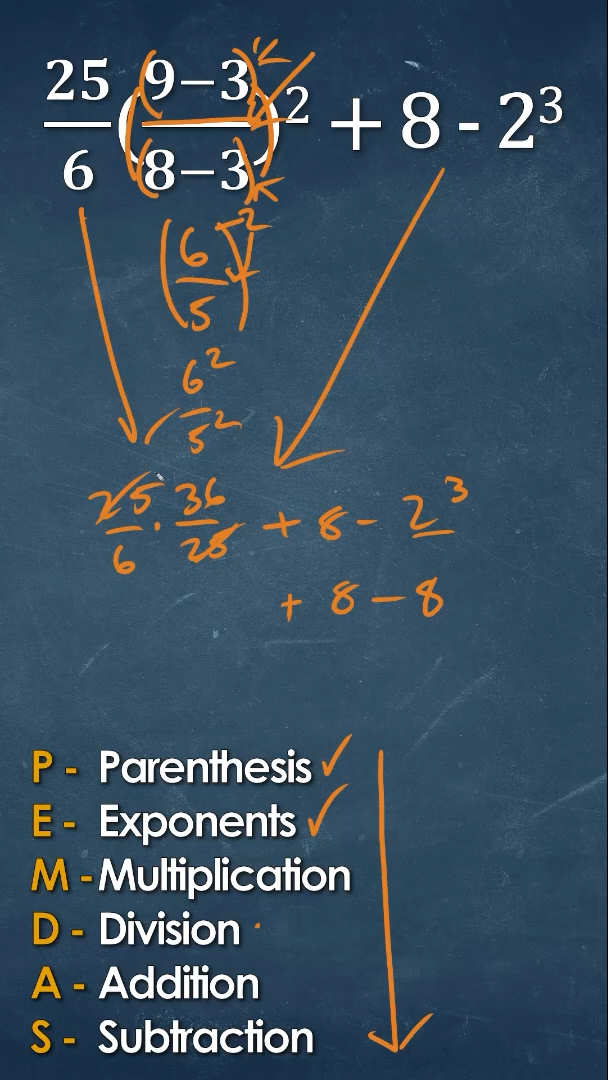 25/6((9-3)/(8-3))² + 8 - 2³
(6/5)²
6²/5²
25/6 · 36/25 + 8 - 2³
+ 8 - 8
P - Parenthesis ✓
E - Exponents ✓
M - Multiplication
D - Division
A - Addition
S - Subtraction